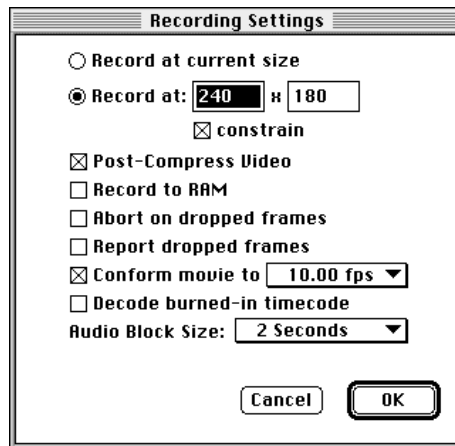 Recording Settings
Record at current size
Record at: 240 x 180
constrain
Post-Compress Video
Record to RAM
Abort on dropped frames
Report dropped frames
Conform movie to 10.00 fps
Decode burned-in timecode
Audio Block Size: 2 Seconds
Cancel OK